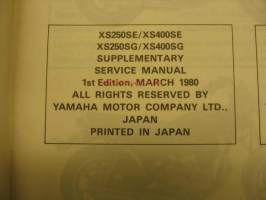 XS250SE/XS400SE
XS250SG/XS400SG
SUPPLEMENTARY
SERVICE MANUAL
1st Edition, MARCH 1980
ALL RIGHTS RESERVED BY
YAMAHA MOTOR COMPANY LTD.,
JAPAN
PRINTED IN JAPAN